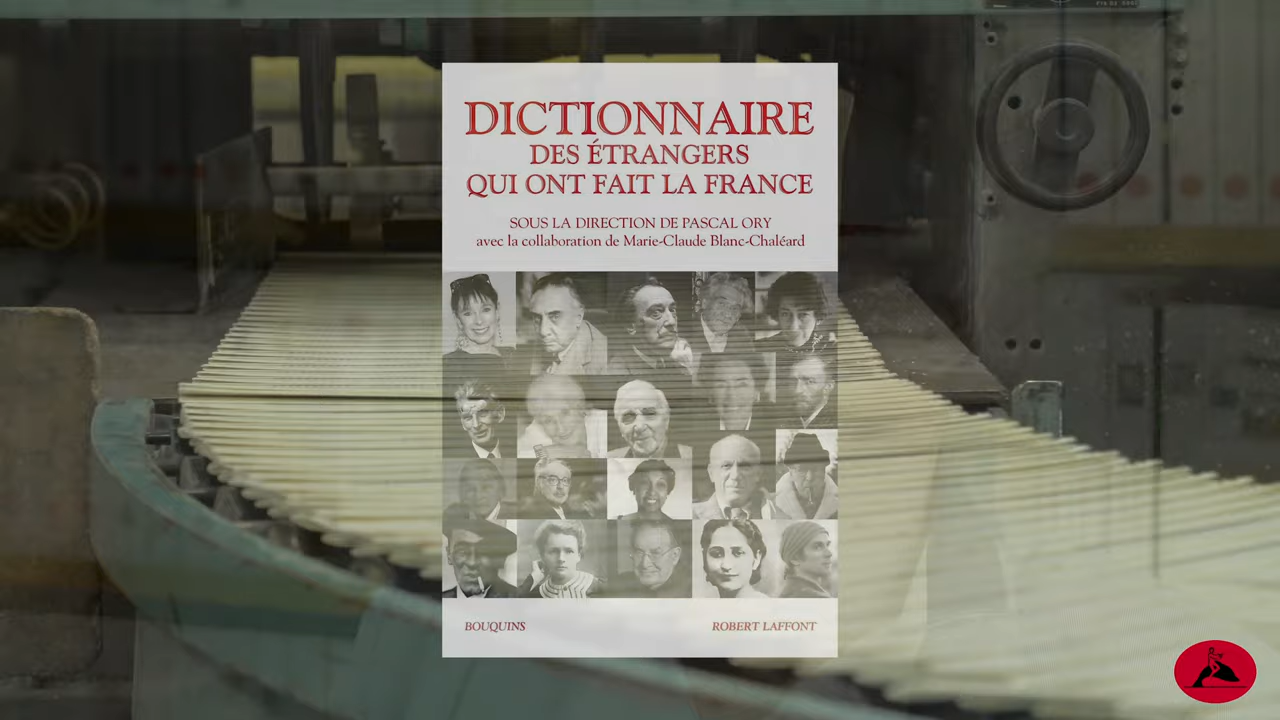 DICTIONNAIRE
DES ÉTRANGERS
QUI ONT FAIT LA FRANCE
SOUS LA DIRECTION DE PASCAL ORY
avec la collaboration de Marie-Claude Blanc-Chaléard
BOUQUINS ROBERT LAFFONT